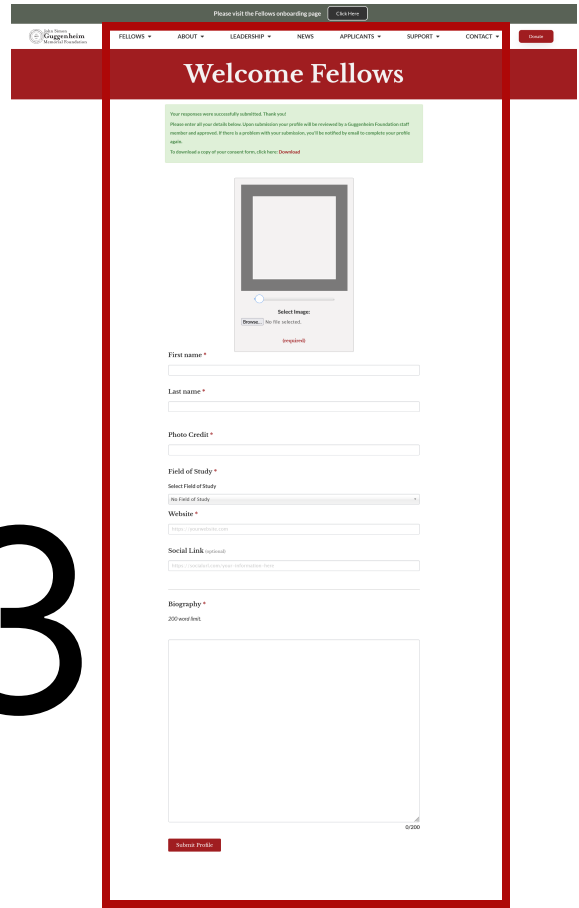 Please visit the Fellows onboarding page Click Here
John Simon
Guggenheim
Memorial Foundation
FELLOWS ABOUT LEADERSHIP NEWS APPLICANTS SUPPORT CONTACT Donate
Welcome Fellows
Your responses were successfully submitted. Thank you!
Please enter all your details below. Upon submission your profile will be reviewed by a Guggenheim Foundation staff
member and approved. If there is a problem with your submission, you'll be notified by email to complete your profile
again.
To download a copy of your consent form, click here: Download
Select Image:
Browse... No file selected.
(required)
First name *
Last name *
Photo Credit *
Field of Study *
Select Field of Study
No Field of Study
Website *
https://yourwebsite.com
Social Link (optional)
3
Biography *
200 word limit.
0/200
Submit Profile